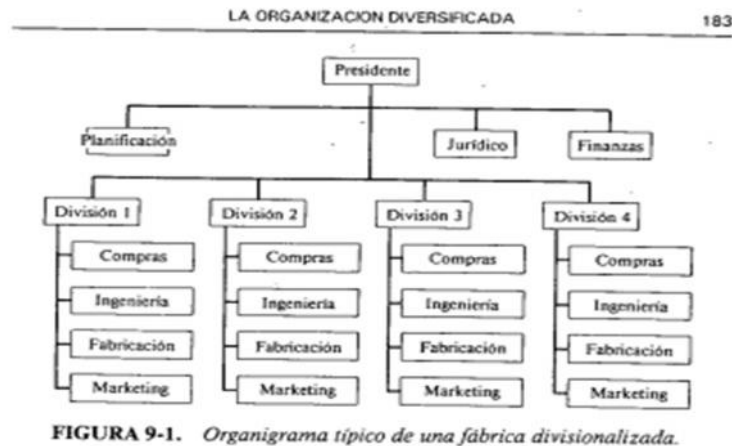 LA ORGANIZACION DIVERSIFICADA 183
Presidente
Planificación Jurídico Finanzas
División 1 División 2 División 3 División 4
Compras Compras Compras Compras
Ingeniería Ingeniería Ingeniería Ingeniería
Fabricación Fabricación Fabricación Fabricación
Marketing Marketing Marketing Marketing
FIGURA 9-1. Organigrama típico de una fábrica divisionalizada.